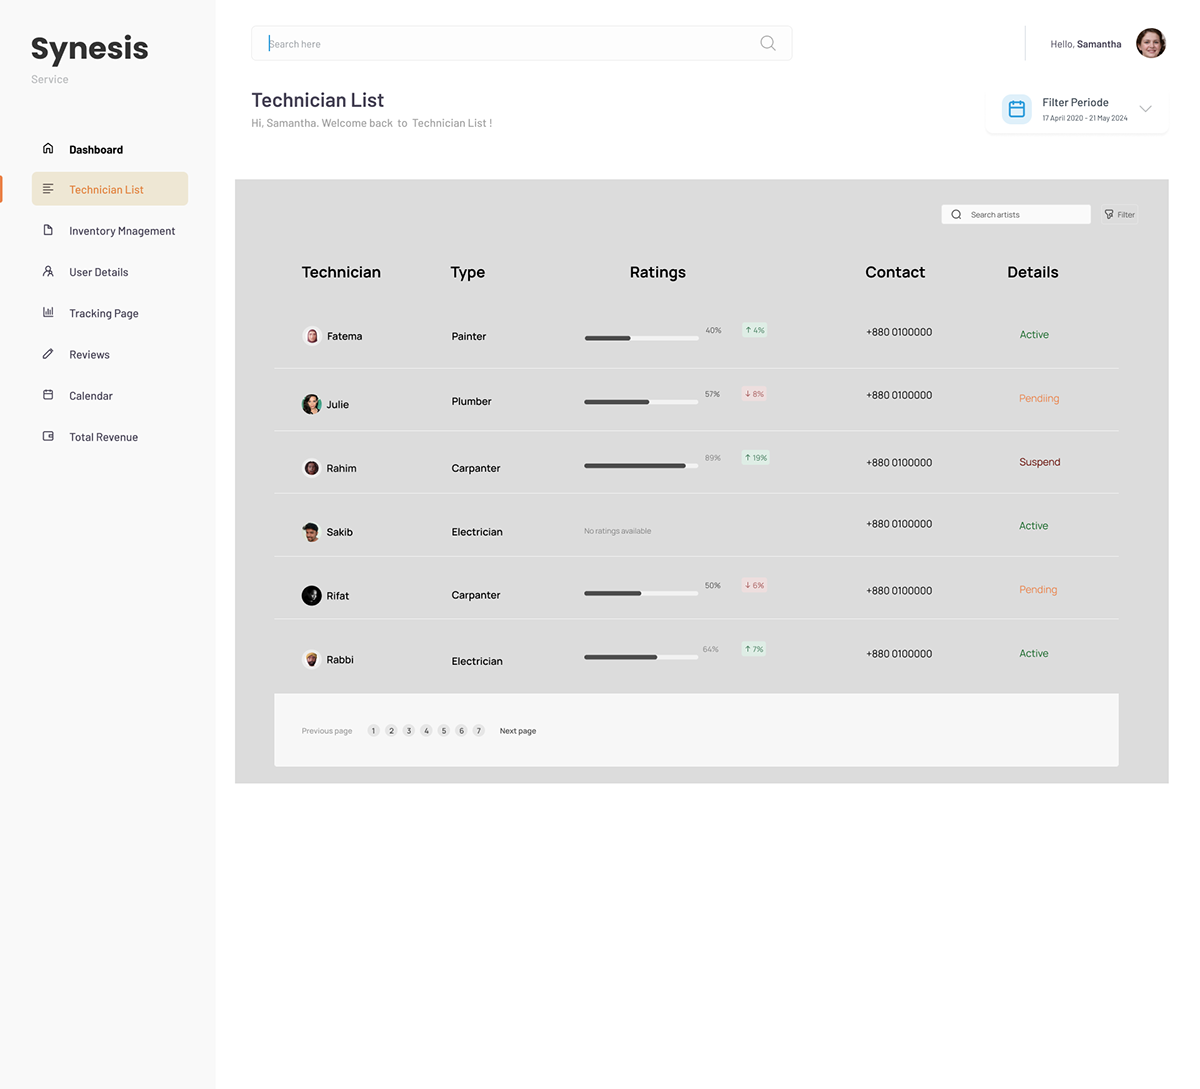 Synesis
Service
Search here
Hello, Samantha
Technician List
Hi, Samantha. Welcome back to Technician List !
Filter Periode
17 April 2020 - 21 May 2024
Dashboard
Technician List
Inventory Mnagement
User Details
Tracking Page
Reviews
Calendar
Total Revenue
Search artists
Filter
Technician Type Ratings Contact Details
Fatema Painter 40% ↑ 4% +880 0100000 Active
Julie Plumber 57% ↓ 8% +880 0100000 Pendiing
Rahim Carpanter 89% ↑ 19% +880 0100000 Suspend
Sakib Electrician No ratings available +880 0100000 Active
Rifat Carpanter 50% ↓ 6% +880 0100000 Pending
Rabbi Electrician 64% ↑ 7% +880 0100000 Active
Previous page 1 2 3 4 5 6 7 Next page